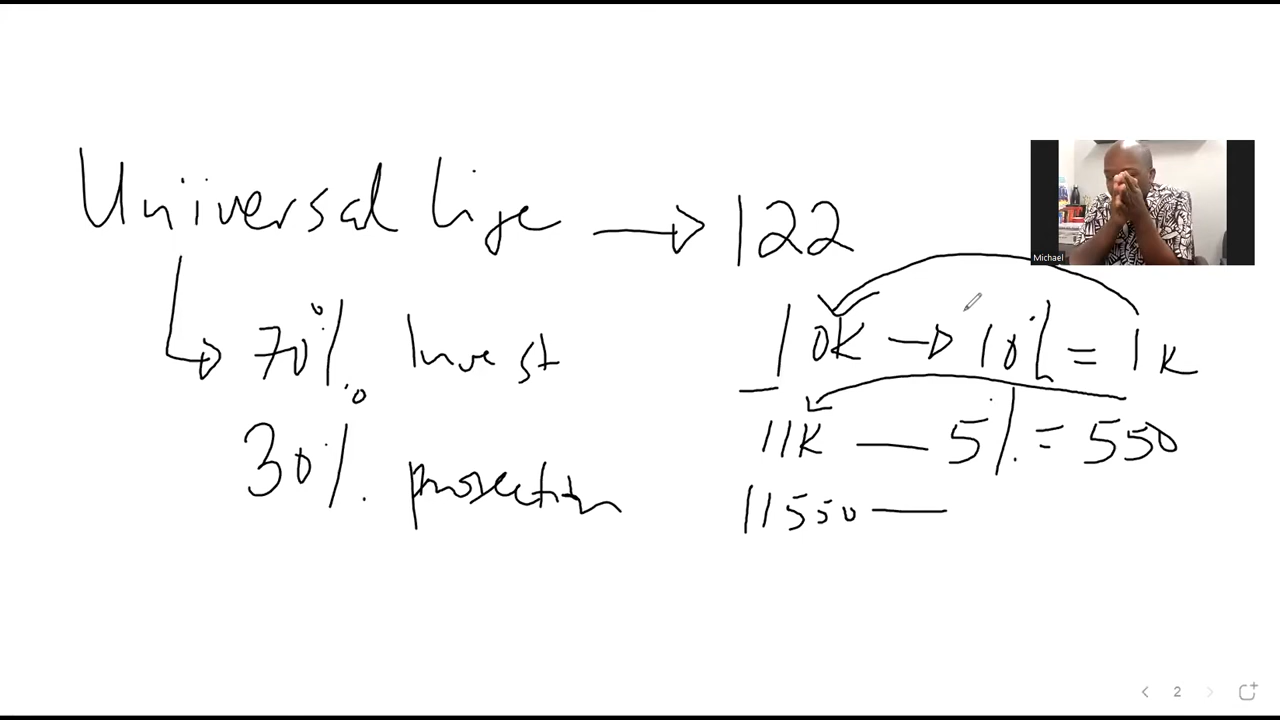 Universal Life → 122
Michael
→ 70% Invest
30% protection
10K → 10% = 1K
11K — 5% = 550
11550 —
2